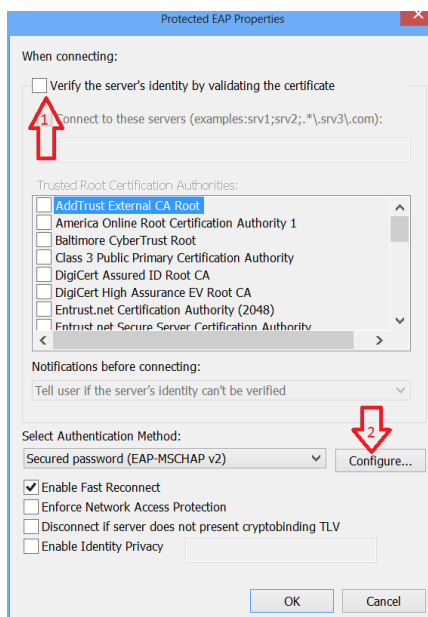 Protected EAP Properties
When connecting:
Verify the server's identity by validating the certificate
1
Connect to these servers (examples:srv1;srv2;.*\.srv3\.com):
Trusted Root Certification Authorities:
AddTrust External CA Root
America Online Root Certification Authority 1
Baltimore CyberTrust Root
Class 3 Public Primary Certification Authority
DigiCert Assured ID Root CA
DigiCert High Assurance EV Root CA
Entrust.net Certification Authority (2048)
Entrust.net Secure Server Certification Authority
Notifications before connecting:
Tell user if the server's identity can't be verified
2
Select Authentication Method:
Secured password (EAP-MSCHAP v2)
Configure...
Enable Fast Reconnect
Enforce Network Access Protection
Disconnect if server does not present cryptobinding TLV
Enable Identity Privacy
OK
Cancel